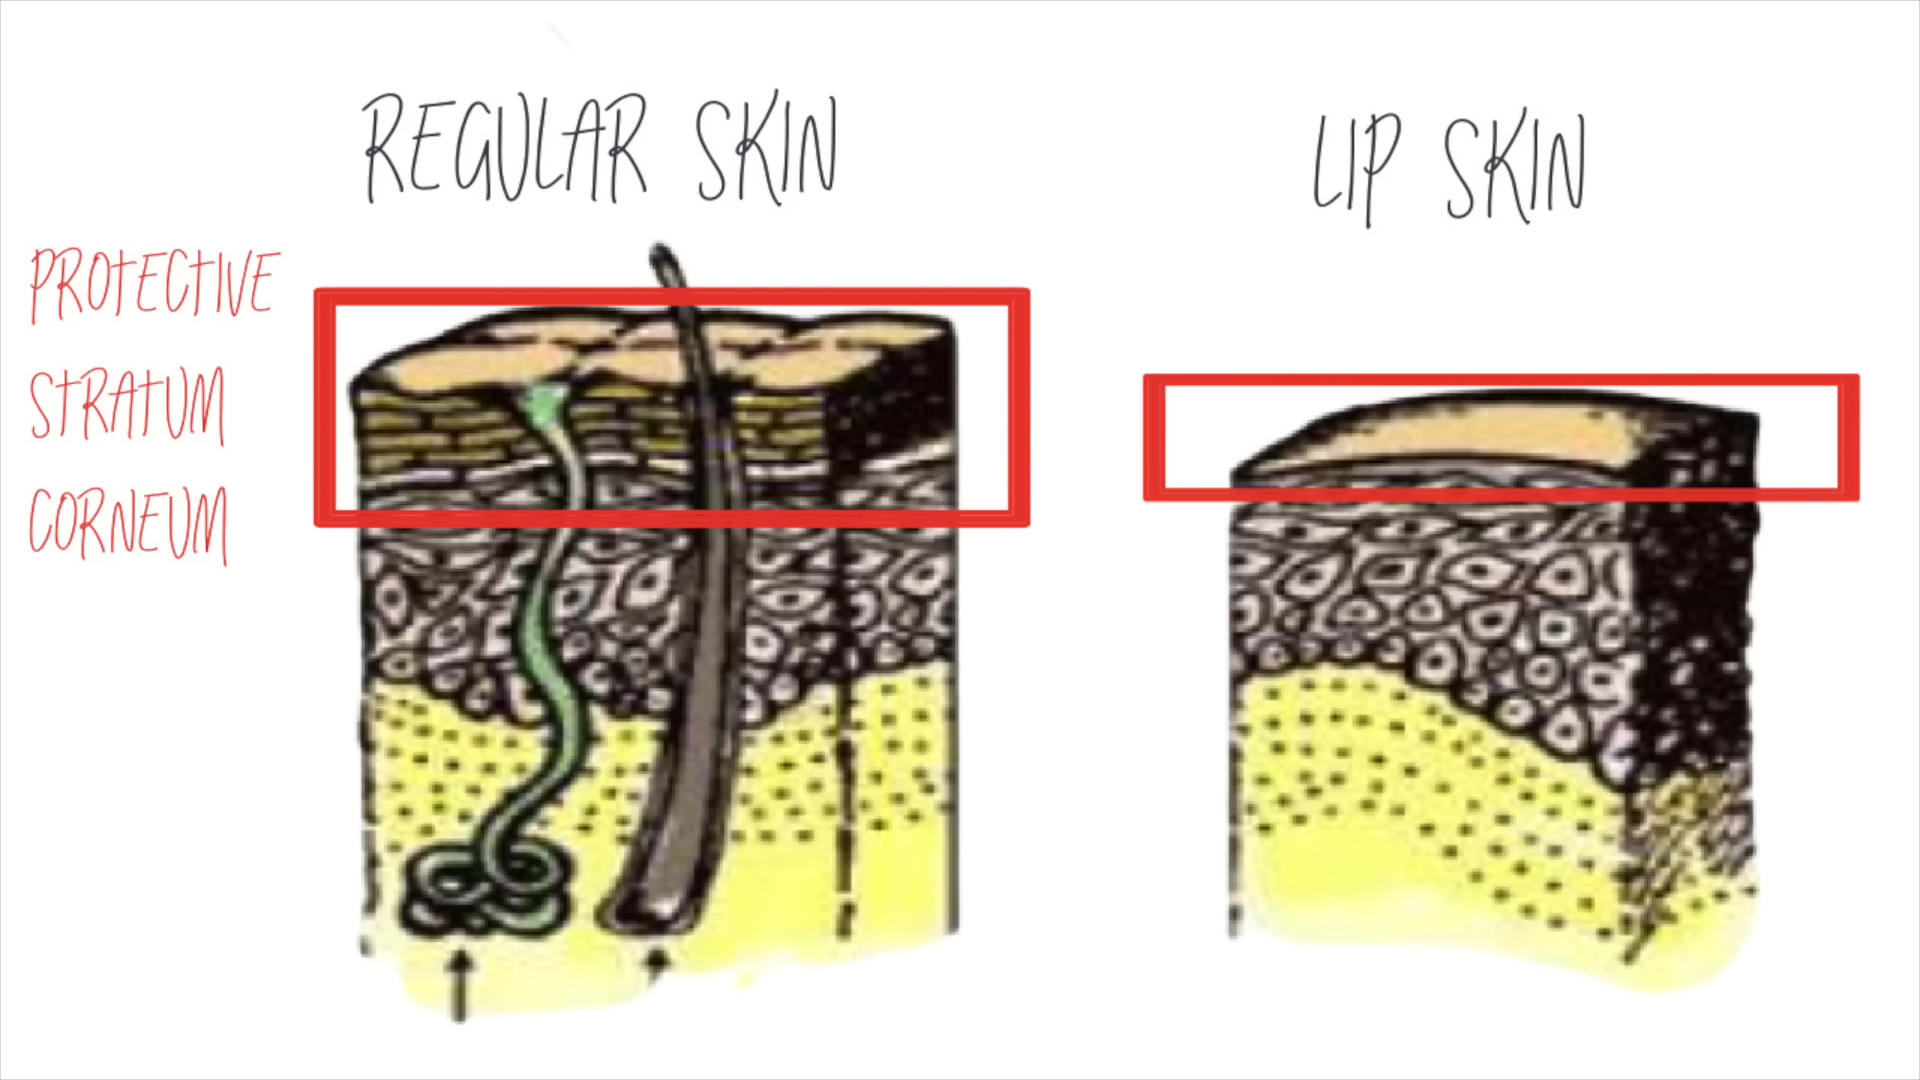 REGULAR SKIN
LIP SKIN
PROTECTIVE
STRATUM
CORNEUM